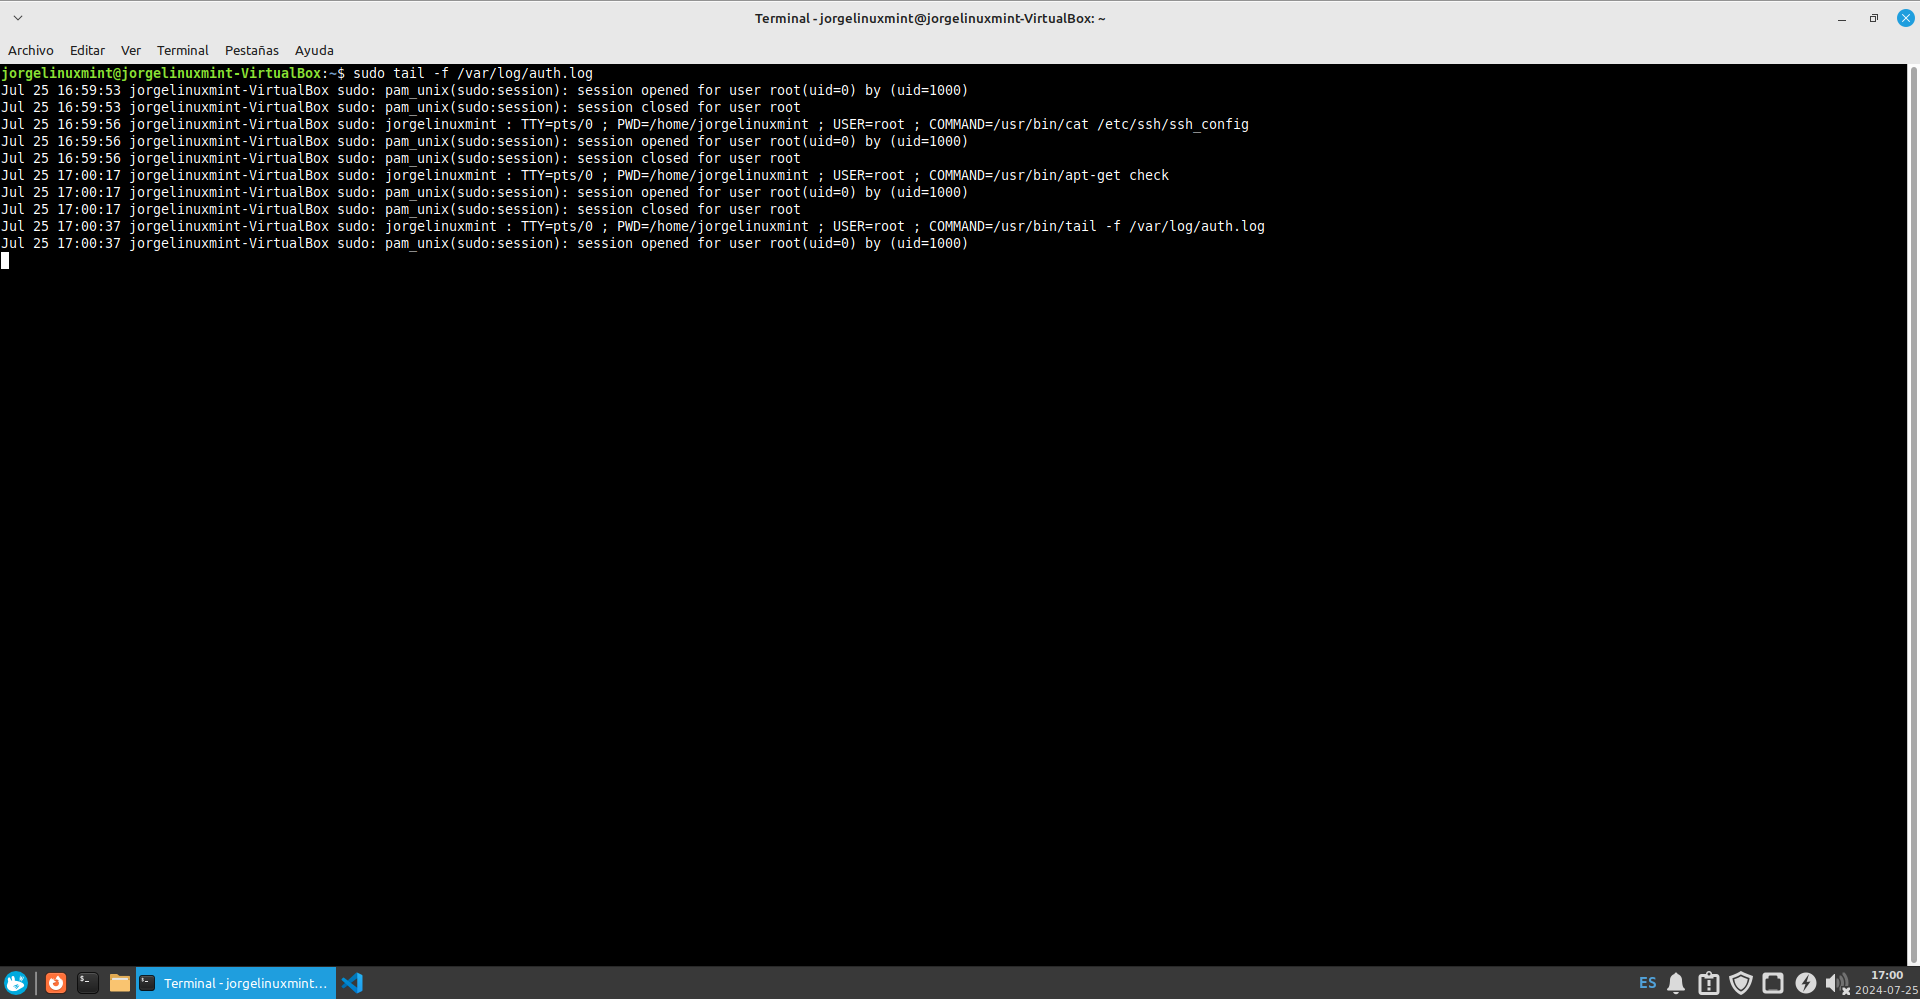 Terminal - jorgelinuxmint@jorgelinuxmint-VirtualBox: ~
Archivo Editar Ver Terminal Pestañas Ayuda
jorgelinuxmint@jorgelinuxmint-VirtualBox:~$ sudo tail -f /var/log/auth.log
Jul 25 16:59:53 jorgelinuxmint-VirtualBox sudo: pam_unix(sudo:session): session opened for user root(uid=0) by (uid=1000)
Jul 25 16:59:53 jorgelinuxmint-VirtualBox sudo: pam_unix(sudo:session): session closed for user root
Jul 25 16:59:56 jorgelinuxmint-VirtualBox sudo: jorgelinuxmint : TTY=pts/0 ; PWD=/home/jorgelinuxmint ; USER=root ; COMMAND=/usr/bin/cat /etc/ssh/ssh_config
Jul 25 16:59:56 jorgelinuxmint-VirtualBox sudo: pam_unix(sudo:session): session opened for user root(uid=0) by (uid=1000)
Jul 25 16:59:56 jorgelinuxmint-VirtualBox sudo: pam_unix(sudo:session): session closed for user root
Jul 25 17:00:17 jorgelinuxmint-VirtualBox sudo: jorgelinuxmint : TTY=pts/0 ; PWD=/home/jorgelinuxmint ; USER=root ; COMMAND=/usr/bin/apt-get check
Jul 25 17:00:17 jorgelinuxmint-VirtualBox sudo: pam_unix(sudo:session): session opened for user root(uid=0) by (uid=1000)
Jul 25 17:00:17 jorgelinuxmint-VirtualBox sudo: pam_unix(sudo:session): session closed for user root
Jul 25 17:00:37 jorgelinuxmint-VirtualBox sudo: jorgelinuxmint : TTY=pts/0 ; PWD=/home/jorgelinuxmint ; USER=root ; COMMAND=/usr/bin/tail -f /var/log/auth.log
Jul 25 17:00:37 jorgelinuxmint-VirtualBox sudo: pam_unix(sudo:session): session opened for user root(uid=0) by (uid=1000)
Terminal - jorgelinuxmint...
ES
17:00
2024-07-25